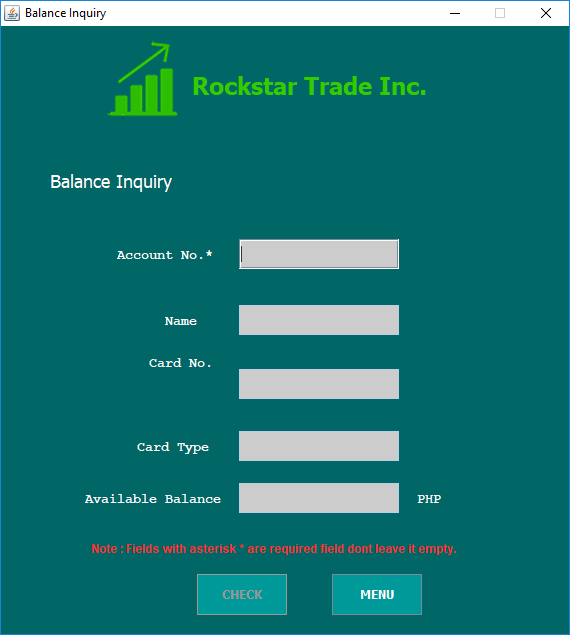 Balance Inquiry
Rockstar Trade Inc.
Balance Inquiry
Account No.*
Name
Card No.
Card Type
Available Balance PHP
Note : Fields with asterisk * are required field dont leave it empty.
CHECK MENU